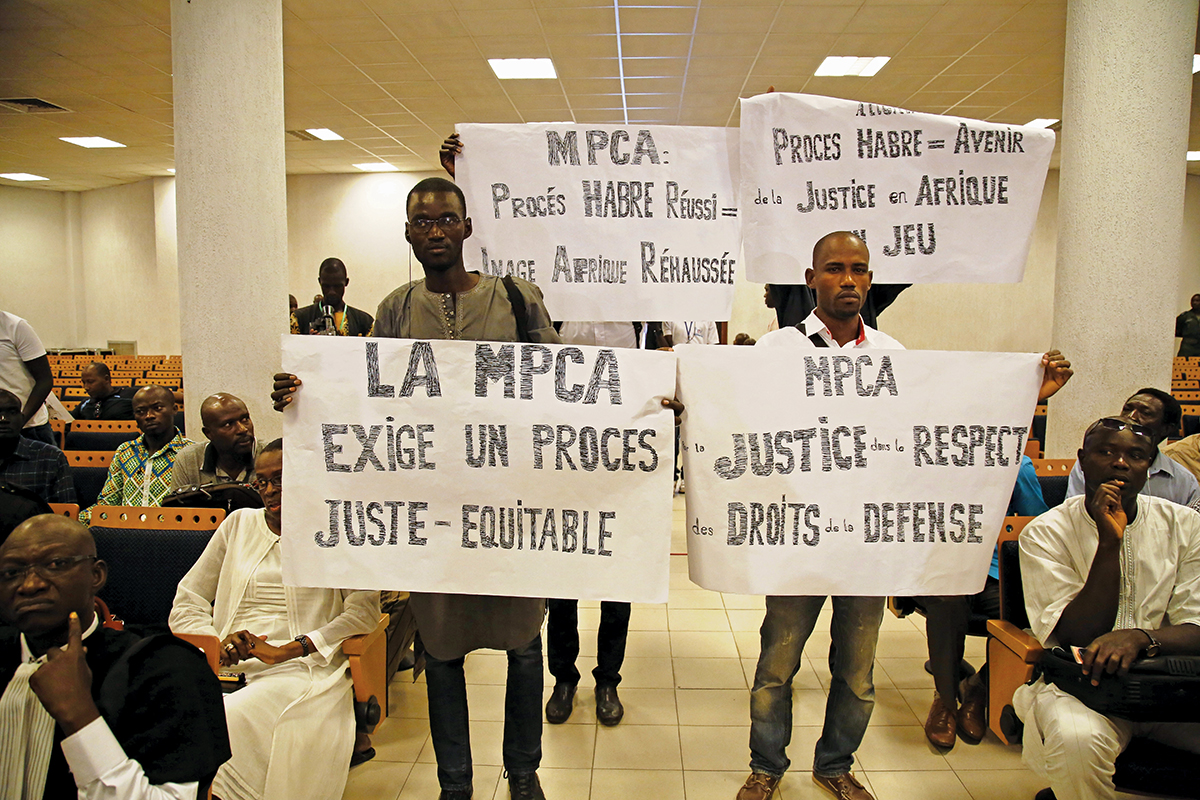 MPCA:
PROCÉS HABRE RÉUSSI =
IMAGE AFRIQUE RÉHAUSSÉE
PROCES HABRE = AVENIR
de la JUSTICE en AFRIQUE
JEU
LA MPCA
EXIGE UN PROCES
JUSTE - EQUITABLE
MPCA
la JUSTICE dans le RESPECT
des DROITS de la DEFENSE